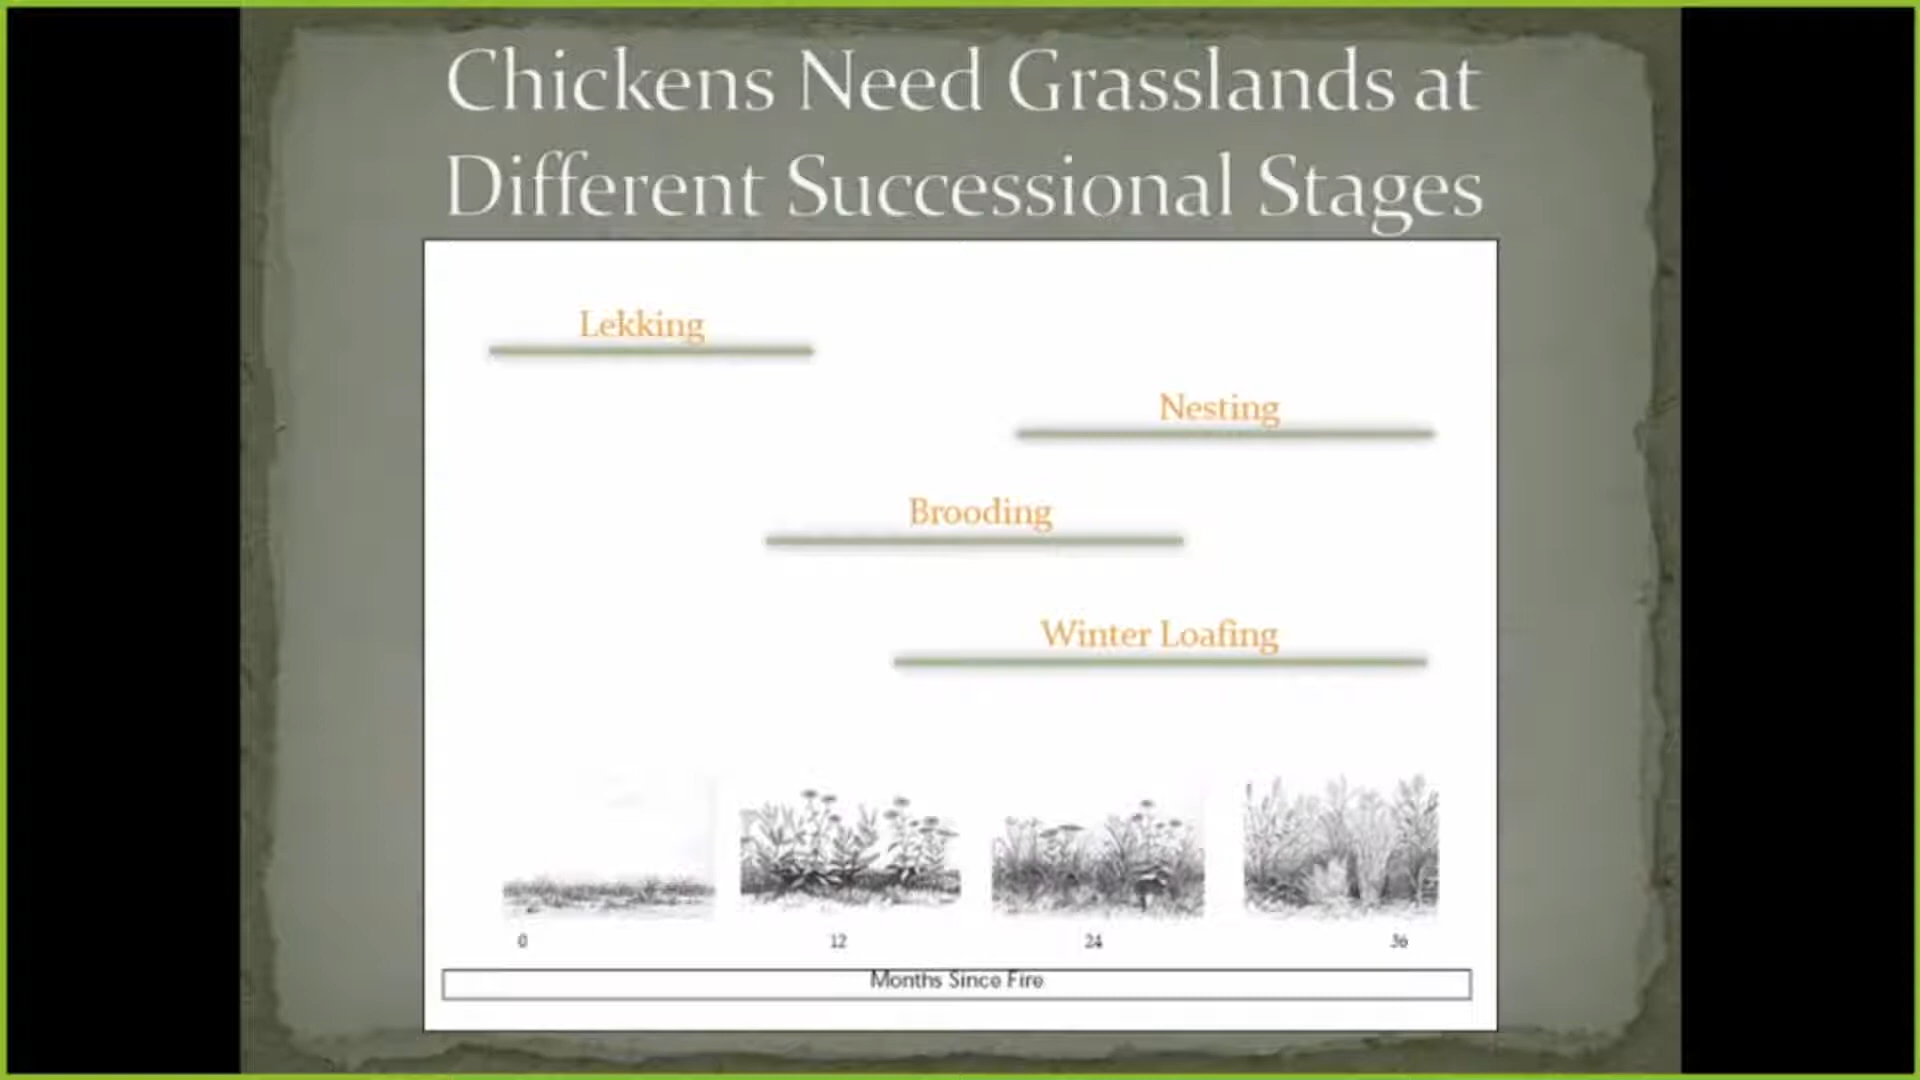 Chickens Need Grasslands at
Different Successional Stages
Lekking
Nesting
Brooding
Winter Loafing
0 12 24 36
Months Since Fire